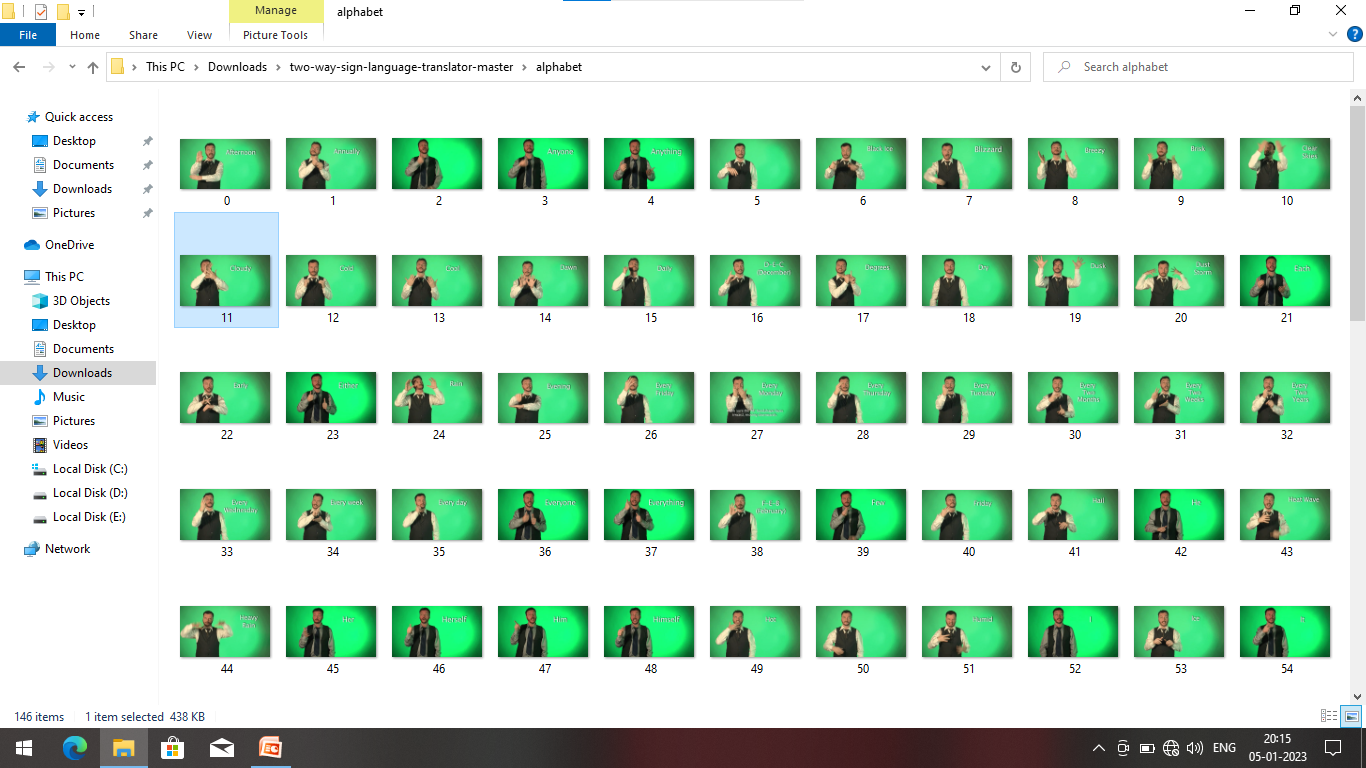 Manage
alphabet
File
Home
Share
View
Picture Tools
This PC
Downloads
two-way-sign-language-translator-master
alphabet
Search alphabet
Quick access
Desktop
Documents
Downloads
Pictures
OneDrive
This PC
3D Objects
Desktop
Documents
Downloads
Music
Pictures
Videos
Local Disk (C:)
Local Disk (D:)
Local Disk (E:)
Network
Afternoon
Annually
Anyone
Anything
Black Ice
Blizzard
Breezy
Brisk
Clear
Skies
0
1
2
3
4
5
6
7
8
9
10
Cloudy
Cold
Cool
Dawn
Daily
Degrees
Dry
Dusk
Dust
Storm
Each
11
12
13
14
15
16
17
18
19
20
21
Either
Evening
Every
Friday
Every
Monday
Every
Thursday
Every
Tuesday
Every
Two
Months
Every
Two
Weeks
Every
Two
Years
22
23
24
25
26
27
28
29
30
31
32
Every
Wednesday
Every week
Every day
Everyone
Everything
Friday
Hail
He
Heat Wave
33
34
35
36
37
38
39
40
41
42
43
Heavy
Rain
Her
Herself
Him
Himself
Hot
Humid
I
Ice
It
44
45
46
47
48
49
50
51
52
53
54
146 items
1 item selected 438 KB
ENG
20:15
05-01-2023